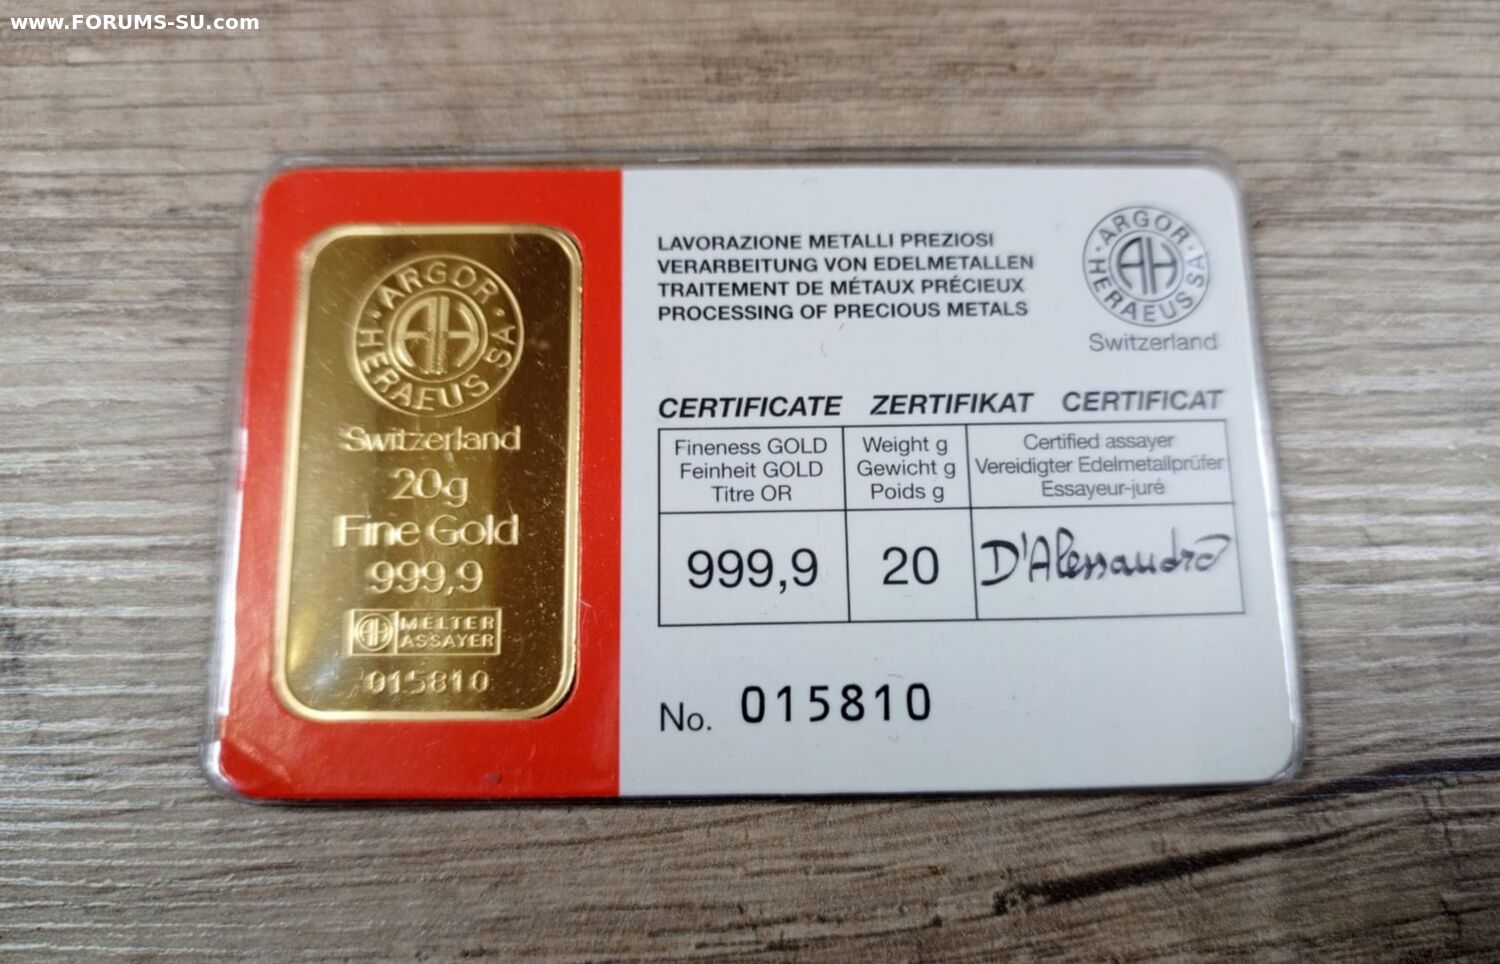 www.FORUMS-SU.com
ARGOR HERAEUS SA
AH
Switzerland
20g
Fine Gold
999,9
AH MELTER
ASSAYER
015810
LAVORAZIONE METALLI PREZIOSI
VERARBEITUNG VON EDELMETALLEN
TRAITEMENT DE MÉTAUX PRÉCIEUX
PROCESSING OF PRECIOUS METALS
ARGOR HERAEUS SA
AH
Switzerland
CERTIFICATE ZERTIFIKAT CERTIFICAT
Fineness GOLD
Feinheit GOLD
Titre OR
Weight g
Gewicht g
Poids g
Certified assayer
Vereidigter Edelmetallprüfer
Essayeur-juré
999,9
20
D'Alessandro
No. 015810